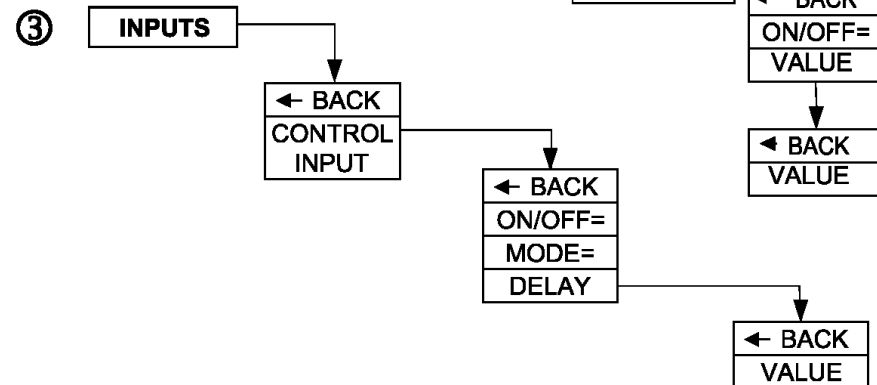 ③ INPUTS
← BACK
CONTROL
INPUT
← BACK
ON/OFF=
MODE=
DELAY
← BACK
VALUE
← BACK
ON/OFF=
VALUE
← BACK
VALUE